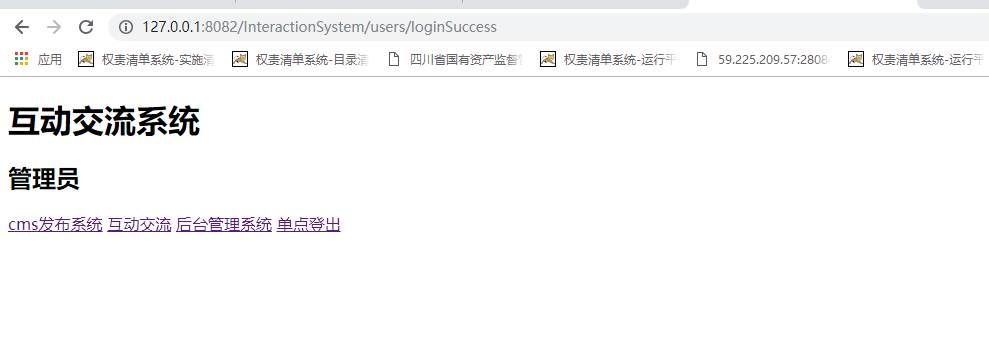 127.0.0.1:8082/InteractionSystem/users/loginSuccess
应用 权责清单系统-实施清 权责清单系统-目录清 四川省国有资产监督 权责清单系统-运行平 59.225.209.57:2808 权责清单系统-运行平
互动交流系统
管理员
cms发布系统 互动交流 后台管理系统 单点登出